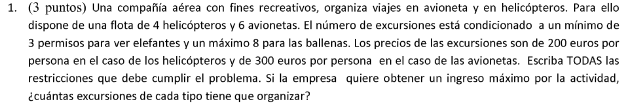 1. (3 puntos) Una compañía aérea con fines recreativos, organiza viajes en avioneta y en helicópteros. Para ello
dispone de una flota de 4 helicópteros y 6 avionetas. El número de excursiones está condicionado a un mínimo de
3 permisos para ver elefantes y un máximo 8 para las ballenas. Los precios de las excursiones son de 200 euros por
persona en el caso de los helicópteros y de 300 euros por persona en el caso de las avionetas. Escriba TODAS las
restricciones que debe cumplir el problema. Si la empresa quiere obtener un ingreso máximo por la actividad,
¿cuántas excursiones de cada tipo tiene que organizar?